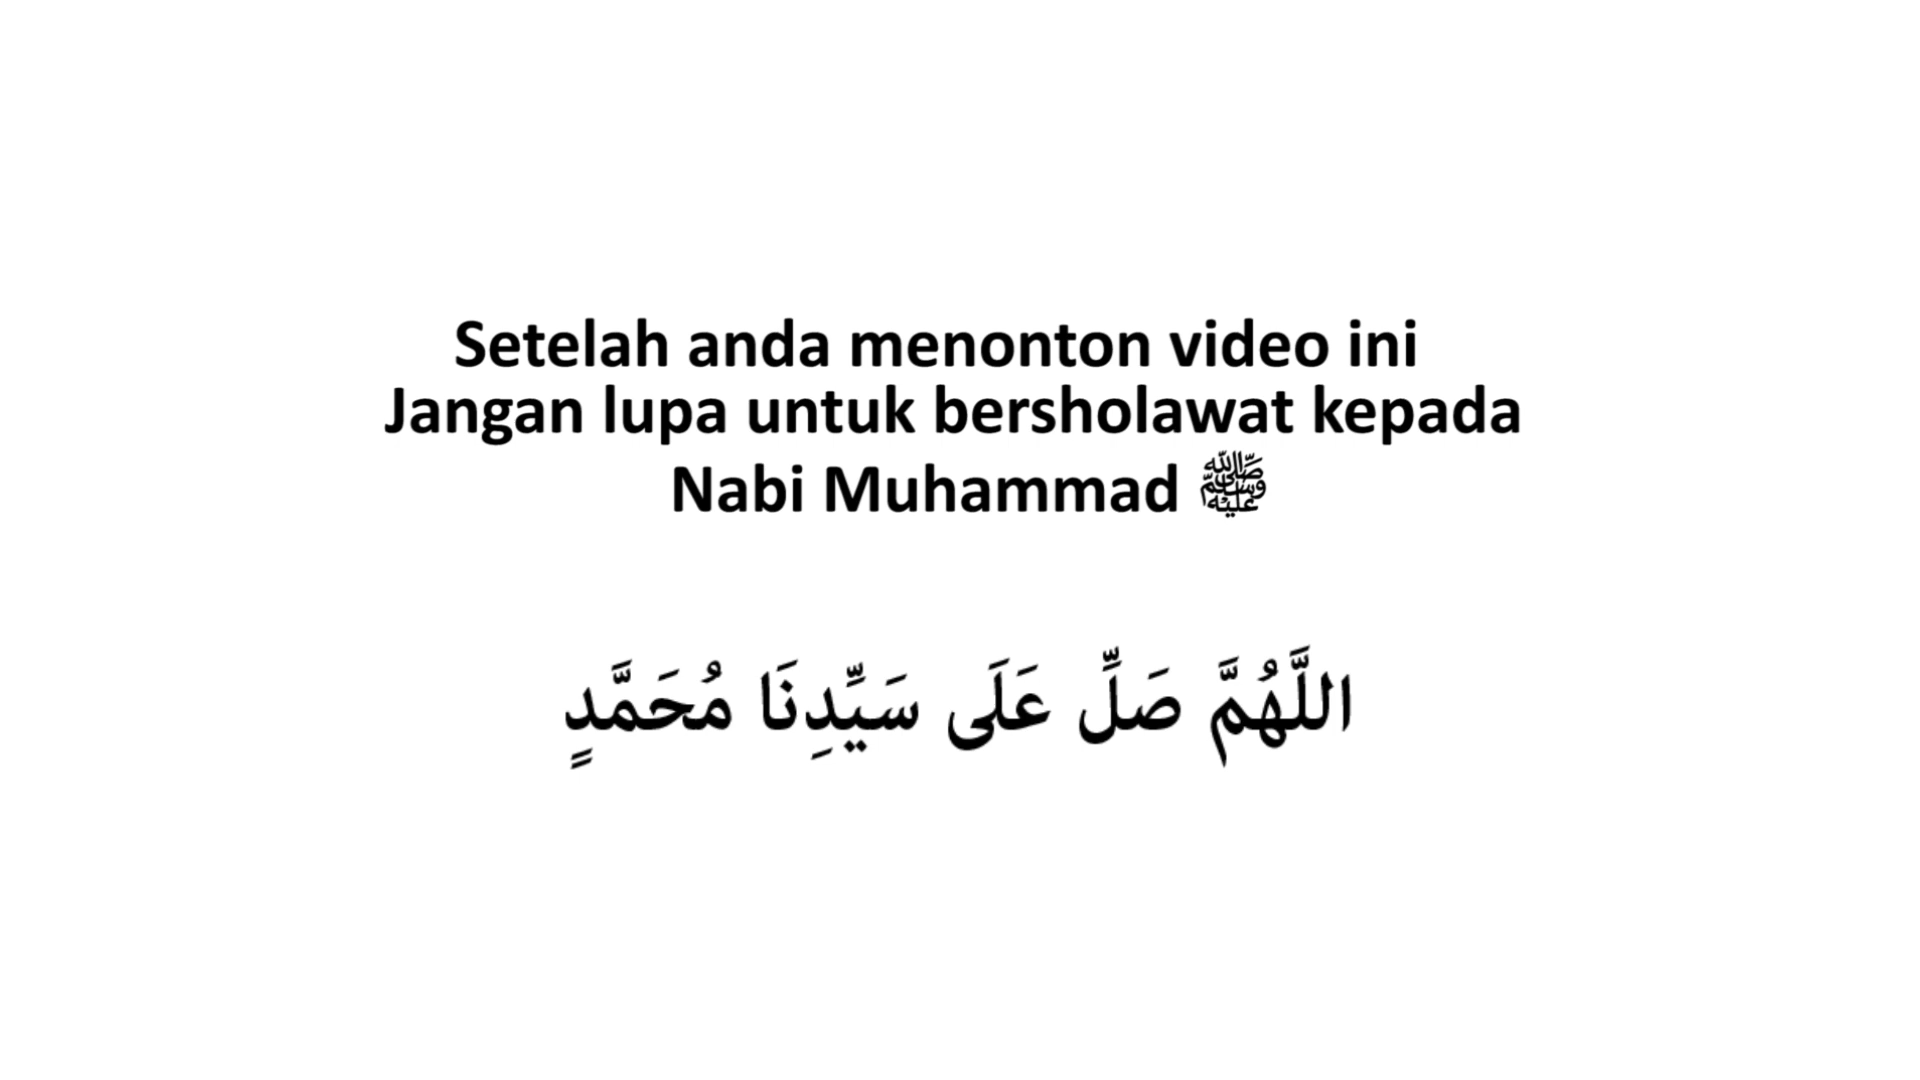 Setelah anda menonton video ini
Jangan lupa untuk bersholawat kepada
Nabi Muhammad ﷺ
اللَّهُمَّ صَلِّ عَلَى سَيِّدِنَا مُحَمَّدٍ